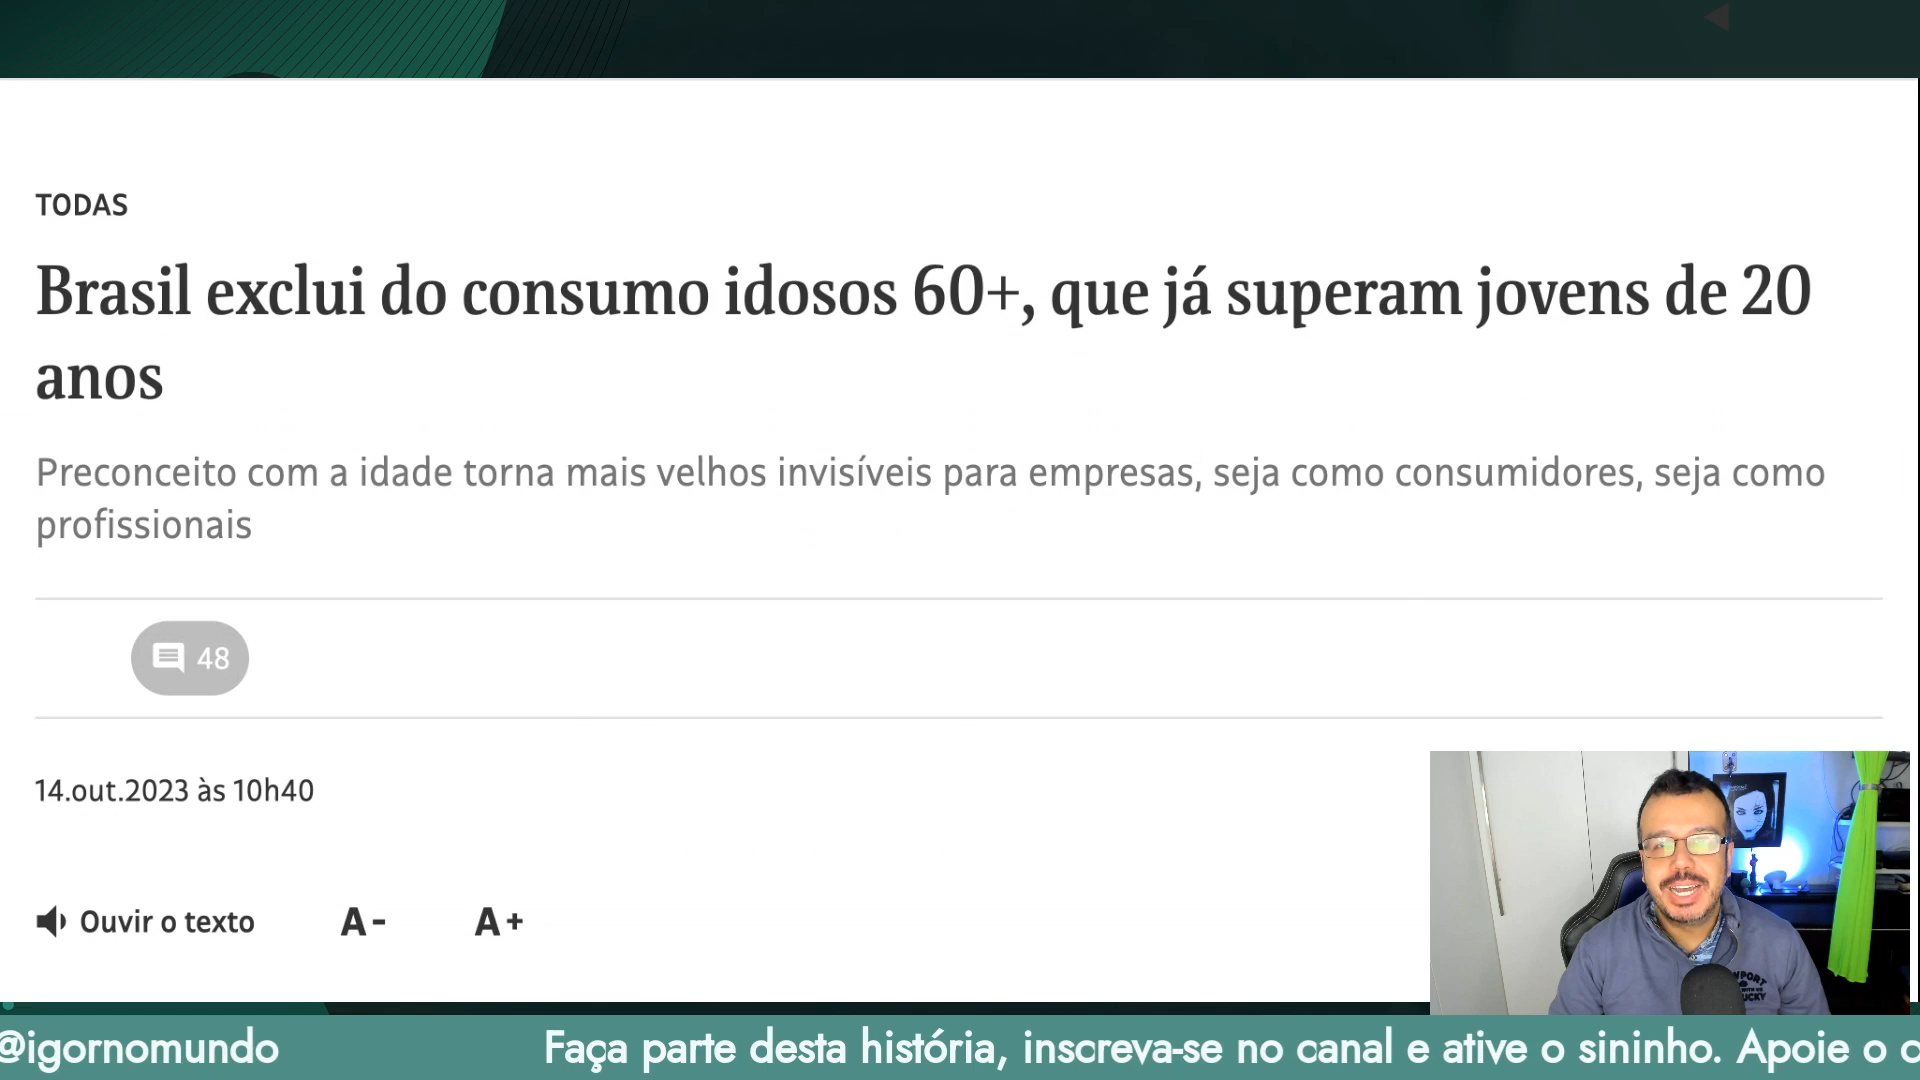 TODAS
Brasil exclui do consumo idosos 60+, que já superam jovens de 20
anos
Preconceito com a idade torna mais velhos invisíveis para empresas, seja como consumidores, seja como
profissionais
48
14.out.2023 às 10h40
Ouvir o texto A- A+
@igornomundo Faça parte desta história, inscreva-se no canal e ative o sininho. Apoie o